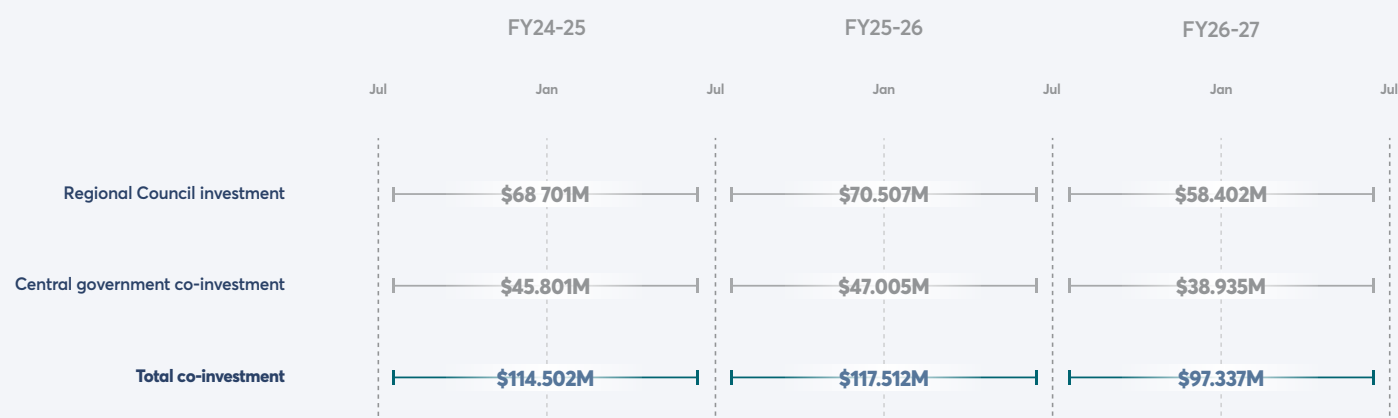 FY24-25 FY25-26 FY26-27
Jul Jan Jul Jan Jul Jan Jul
Regional Council investment $68 701M $70.507M $58.402M
Central government co-investment $45.801M $47.005M $38.935M
Total co-investment $114.502M $117.512M $97.337M